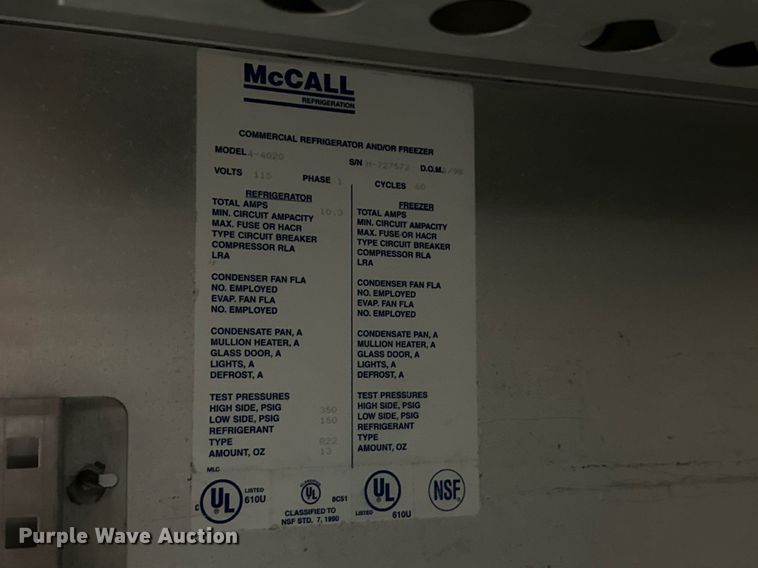 McCALL
REFRIGERATION
COMMERCIAL REFRIGERATOR AND/OR FREEZER
MODEL 4-4020 S/N M-727572 D.O.M. /98
VOLTS 115 PHASE 1 CYCLES 60
REFRIGERATOR
TOTAL AMPS 10.3
MIN. CIRCUIT AMPACITY
MAX. FUSE OR HACR
TYPE CIRCUIT BREAKER
COMPRESSOR RLA
LRA
CONDENSER FAN FLA
NO. EMPLOYED
EVAP. FAN FLA
NO. EMPLOYED
CONDENSATE PAN, A
MULLION HEATER, A
GLASS DOOR, A
LIGHTS, A
DEFROST, A
TEST PRESSURES
HIGH SIDE, PSIG 350
LOW SIDE, PSIG 150
REFRIGERANT
TYPE R22
AMOUNT, OZ 13
FREEZER
TOTAL AMPS
MIN. CIRCUIT AMPACITY
MAX. FUSE OR HACR
TYPE CIRCUIT BREAKER
COMPRESSOR RLA
LRA
CONDENSER FAN FLA
NO. EMPLOYED
EVAP. FAN FLA
NO. EMPLOYED
CONDENSATE PAN, A
MULLION HEATER, A
GLASS DOOR, A
LIGHTS, A
DEFROST, A
TEST PRESSURES
HIGH SIDE, PSIG
LOW SIDE, PSIG
REFRIGERANT
TYPE
AMOUNT, OZ
MLC
C UL LISTED 610U
CLASSIFIED UL 8C51
CLASSIFIED TO
NSF STD. 7, 1990
UL LISTED 610U
NSF
Purple Wave Auction